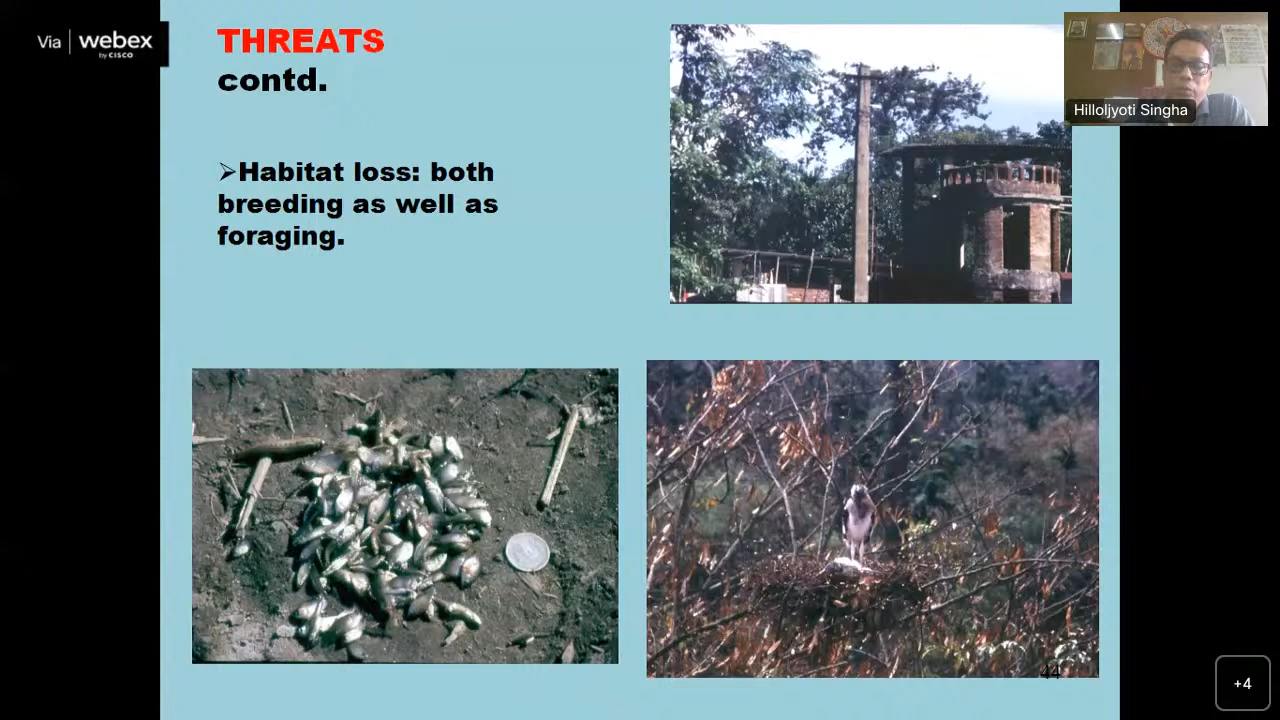 Via webex
by CISCO
THREATS
contd.
➢Habitat loss: both
breeding as well as
foraging.
Hilloljyoti Singha
44
+4